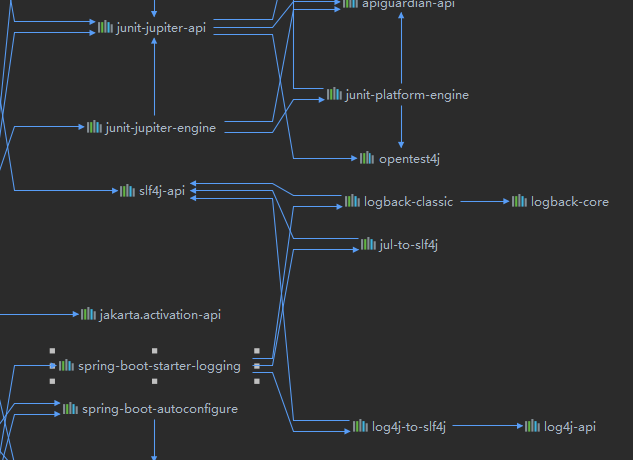 apiguardian-api
junit-jupiter-api
junit-platform-engine
junit-jupiter-engine
opentest4j
slf4j-api
logback-classic
logback-core
jul-to-slf4j
jakarta.activation-api
spring-boot-starter-logging
spring-boot-autoconfigure
log4j-to-slf4j
log4j-api